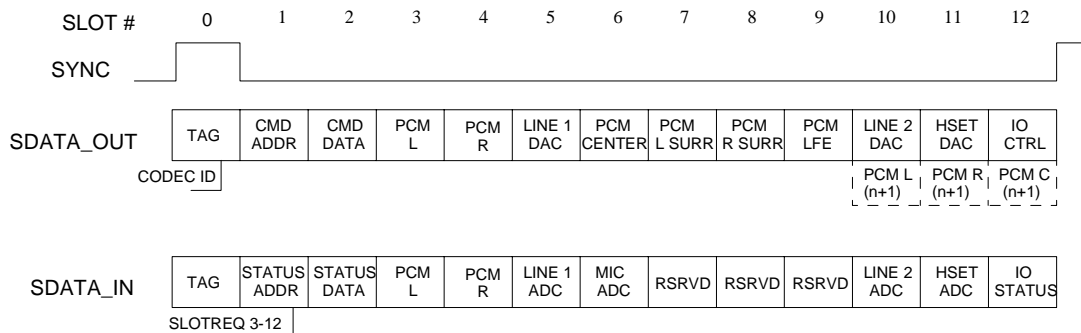 SLOT # 0 1 2 3 4 5 6 7 8 9 10 11 12
SYNC
SDATA_OUT TAG CMD ADDR CMD DATA PCM L PCM R LINE 1 DAC PCM CENTER PCM L SURR PCM R SURR PCM LFE LINE 2 DAC HSET DAC IO CTRL
CODEC ID PCM L (n+1) PCM R (n+1) PCM C (n+1)
SDATA_IN TAG STATUS ADDR STATUS DATA PCM L PCM R LINE 1 ADC MIC ADC RSRVD RSRVD RSRVD LINE 2 ADC HSET ADC IO STATUS
SLOTREQ 3-12